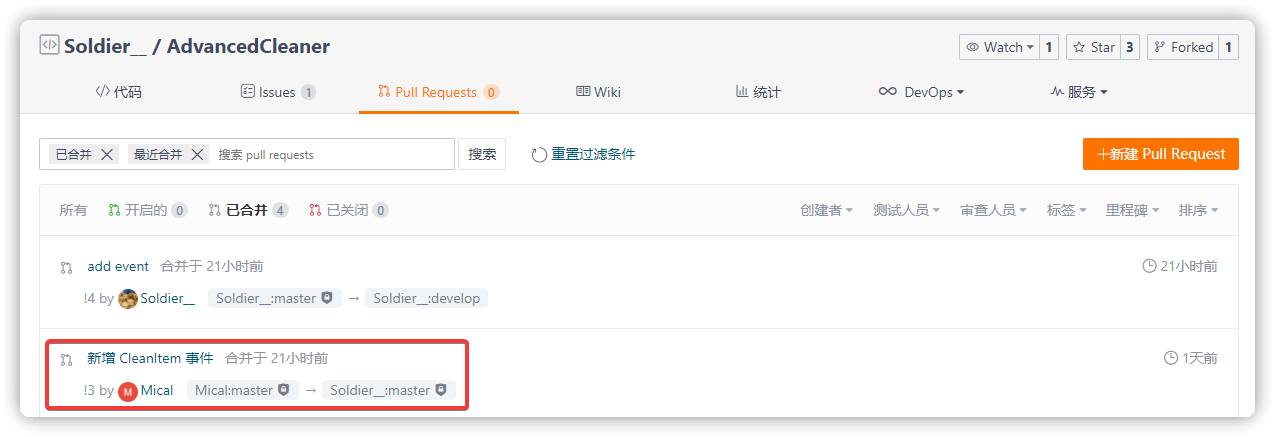 Soldier__ / AdvancedCleaner
Watch 1 Star 3 Forked 1
代码 Issues 1 Pull Requests 0 Wiki 统计 DevOps 服务
已合并 最近合并 搜索 pull requests 搜索 重置过滤条件 +新建 Pull Request
所有 开启的 0 已合并 4 已关闭 0 创建者 测试人员 审查人员 标签 里程碑 排序
add event 合并于 21小时前 21小时前
!4 by Soldier__ Soldier__:master → Soldier__:develop
新增 CleanItem 事件 合并于 21小时前 1天前
!3 by M Mical Mical:master → Soldier__:master